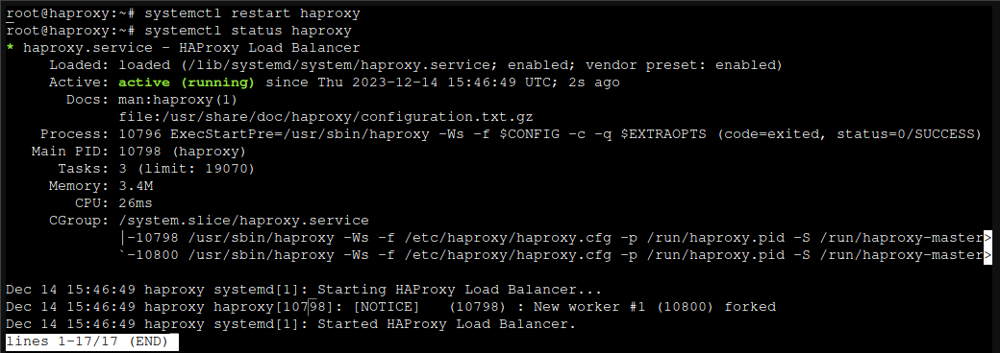 root@haproxy:~# systemctl restart haproxy
root@haproxy:~# systemctl status haproxy
* haproxy.service - HAProxy Load Balancer
     Loaded: loaded (/lib/systemd/system/haproxy.service; enabled; vendor preset: enabled)
     Active: active (running) since Thu 2023-12-14 15:46:49 UTC; 2s ago
       Docs: man:haproxy(1)
             file:/usr/share/doc/haproxy/configuration.txt.gz
    Process: 10796 ExecStartPre=/usr/sbin/haproxy -Ws -f $CONFIG -c -q $EXTRAOPTS (code=exited, status=0/SUCCESS)
   Main PID: 10798 (haproxy)
      Tasks: 3 (limit: 19070)
     Memory: 3.4M
        CPU: 26ms
     CGroup: /system.slice/haproxy.service
             |-10798 /usr/sbin/haproxy -Ws -f /etc/haproxy/haproxy.cfg -p /run/haproxy.pid -S /run/haproxy-master>
             `-10800 /usr/sbin/haproxy -Ws -f /etc/haproxy/haproxy.cfg -p /run/haproxy.pid -S /run/haproxy-master>

Dec 14 15:46:49 haproxy systemd[1]: Starting HAProxy Load Balancer...
Dec 14 15:46:49 haproxy haproxy[10798]: [NOTICE]   (10798) : New worker #1 (10800) forked
Dec 14 15:46:49 haproxy systemd[1]: Started HAProxy Load Balancer.
lines 1-17/17 (END)